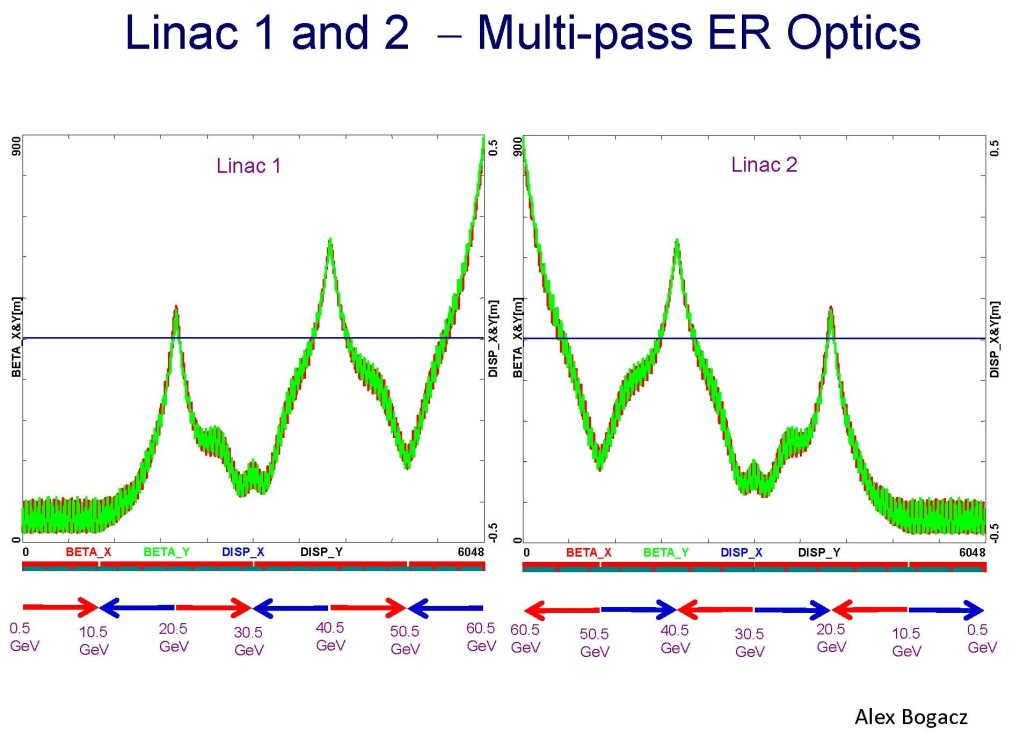 Linac 1 and 2 – Multi-pass ER Optics
900
BETA_X&Y[m]
0
Linac 1
0.5
DISP_X&Y[m]
-0.5
0 BETA_X BETA_Y DISP_X DISP_Y 6048
0.5 GeV
10.5 GeV
20.5 GeV
30.5 GeV
40.5 GeV
50.5 GeV
60.5 GeV
900
BETA_X&Y[m]
0
Linac 2
0.5
DISP_X&Y[m]
-0.5
0 BETA_X BETA_Y DISP_X DISP_Y 6048
60.5 GeV
50.5 GeV
40.5 GeV
30.5 GeV
20.5 GeV
10.5 GeV
0.5 GeV
Alex Bogacz